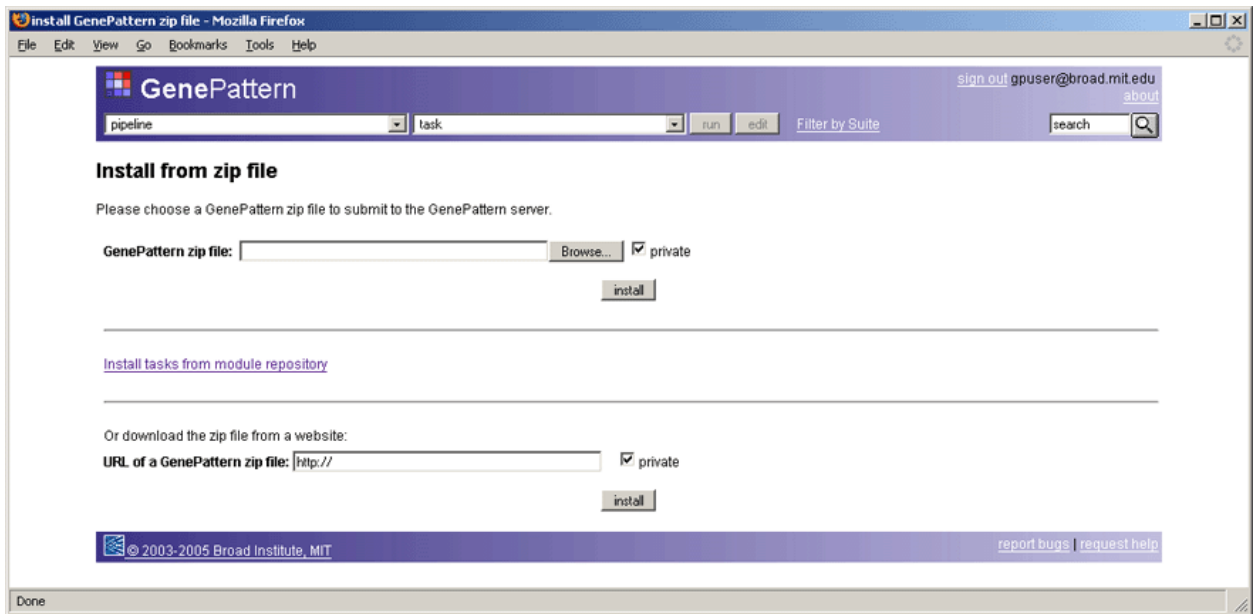 install GenePattern zip file - Mozilla Firefox
File Edit View Go Bookmarks Tools Help
GenePattern
sign out gpuser@broad.mit.edu
about
pipeline task run edit Filter by Suite search
Install from zip file
Please choose a GenePattern zip file to submit to the GenePattern server.
GenePattern zip file: Browse... private
install
Install tasks from module repository
Or download the zip file from a website:
URL of a GenePattern zip file: http:// private
install
© 2003-2005 Broad Institute, MIT report bugs | request help
Done